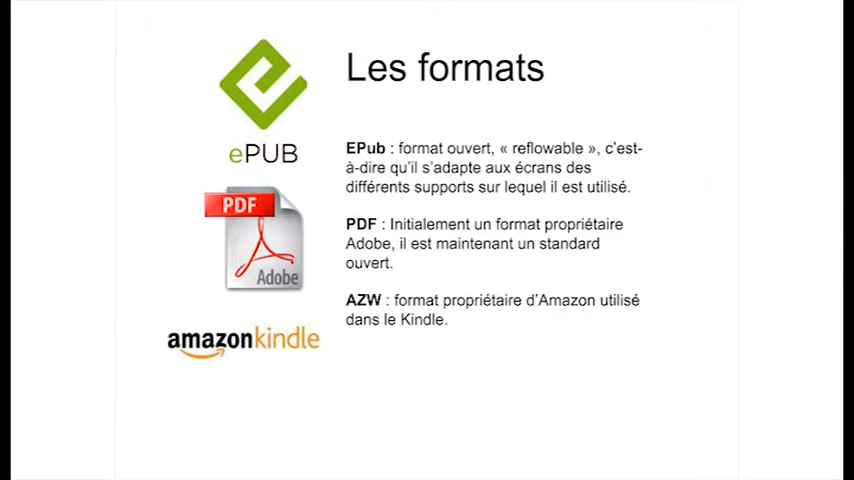 Les formats
ePUB
EPub : format ouvert, « reflowable », c'est-
à-dire qu'il s'adapte aux écrans des
différents supports sur lequel il est utilisé.
PDF
Adobe
PDF : Initialement un format propriétaire
Adobe, il est maintenant un standard
ouvert.
amazonkindle
AZW : format propriétaire d'Amazon utilisé
dans le Kindle.